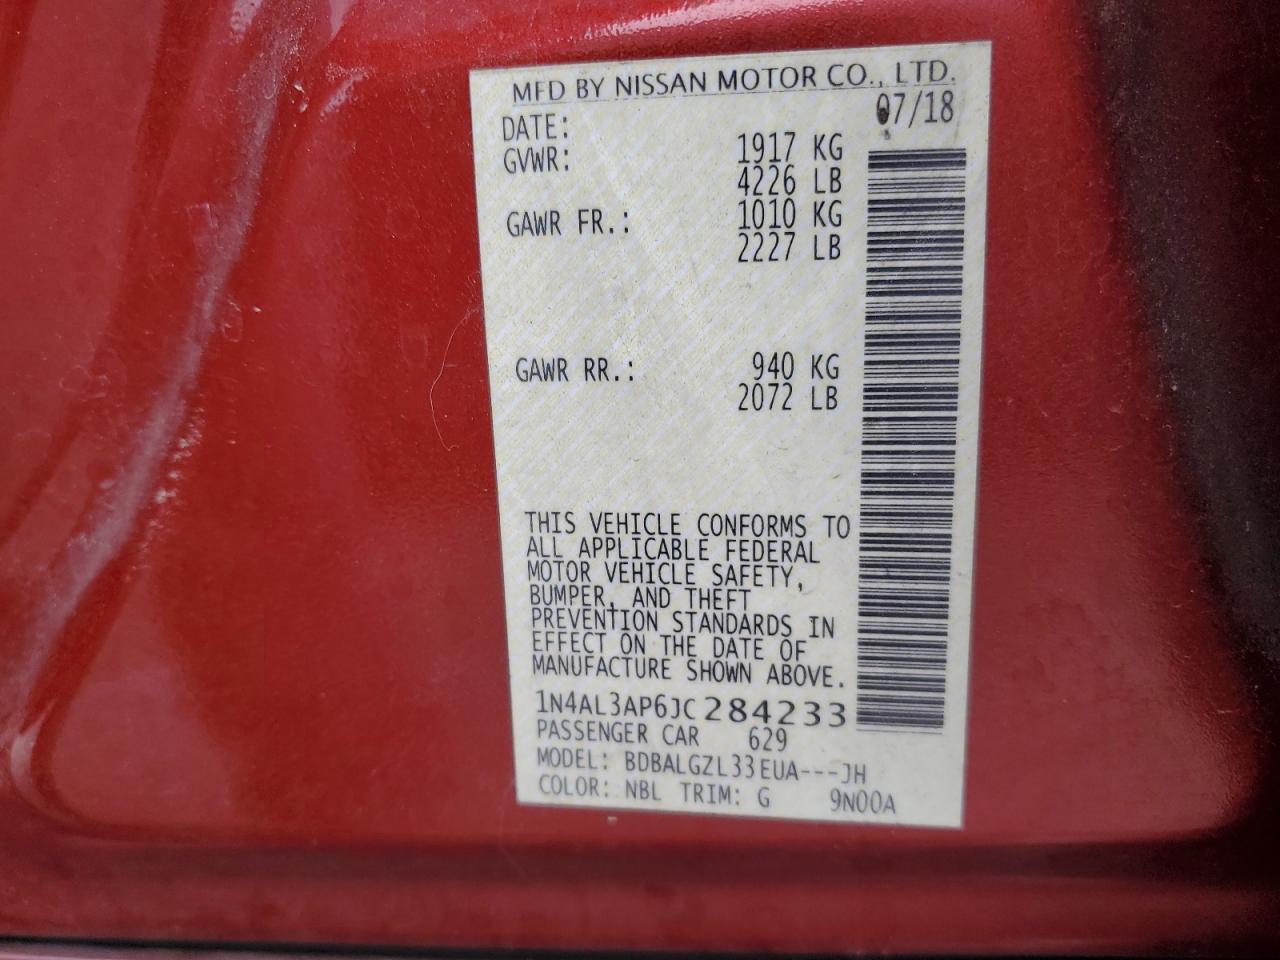 MFD BY NISSAN MOTOR CO., LTD.
DATE: 07/18
GVWR: 1917 KG
4226 LB
GAWR FR.: 1010 KG
2227 LB
GAWR RR.: 940 KG
2072 LB
THIS VEHICLE CONFORMS TO
ALL APPLICABLE FEDERAL
MOTOR VEHICLE SAFETY,
BUMPER, AND THEFT
PREVENTION STANDARDS IN
EFFECT ON THE DATE OF
MANUFACTURE SHOWN ABOVE.
1N4AL3AP6JC284233
PASSENGER CAR 629
MODEL: BDBALGZL33EUA---JH
COLOR: NBL TRIM: G 9N00A